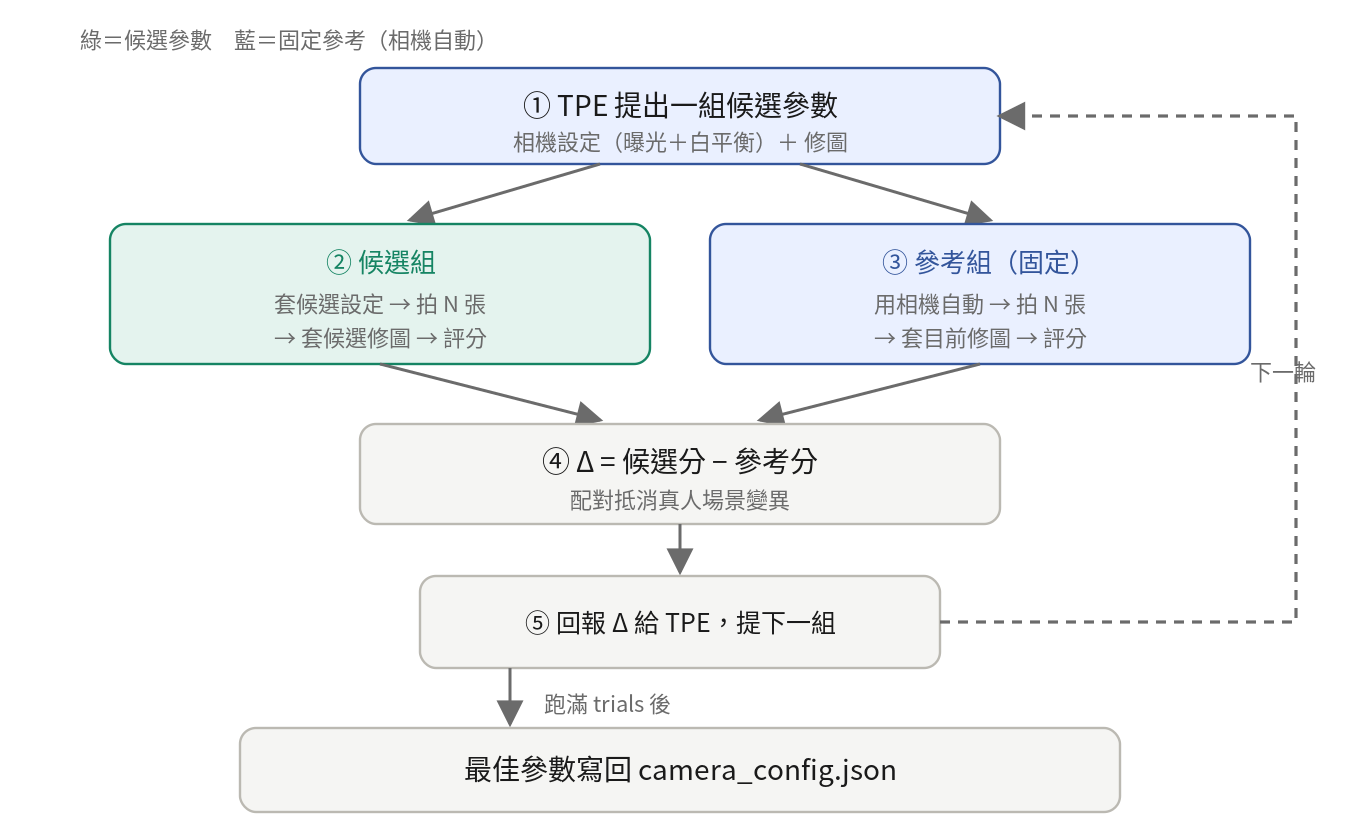 綠＝候選參數　藍＝固定參考（相機自動）
① TPE 提出一組候選參數
相機設定（曝光＋白平衡）＋ 修圖
② 候選組
套候選設定 → 拍 N 張
→ 套候選修圖 → 評分
③ 參考組（固定）
用相機自動 → 拍 N 張
→ 套目前修圖 → 評分
下一輪
④ Δ = 候選分 − 參考分
配對抵消真人場景變異
⑤ 回報 Δ 給 TPE，提下一組
跑滿 trials 後
最佳參數寫回 camera_config.json